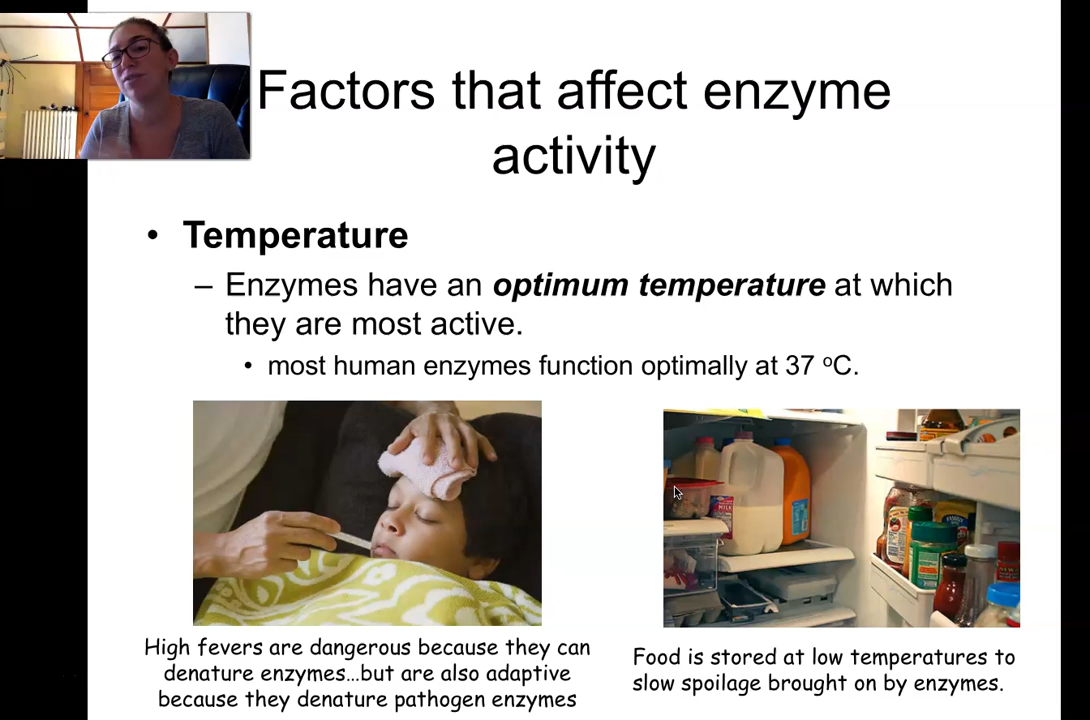 Factors that affect enzyme
activity
• Temperature
– Enzymes have an optimum temperature at which
they are most active.
• most human enzymes function optimally at 37 ºC.
MILK
High fevers are dangerous because they can
denature enzymes...but are also adaptive
because they denature pathogen enzymes
Food is stored at low temperatures to
slow spoilage brought on by enzymes.